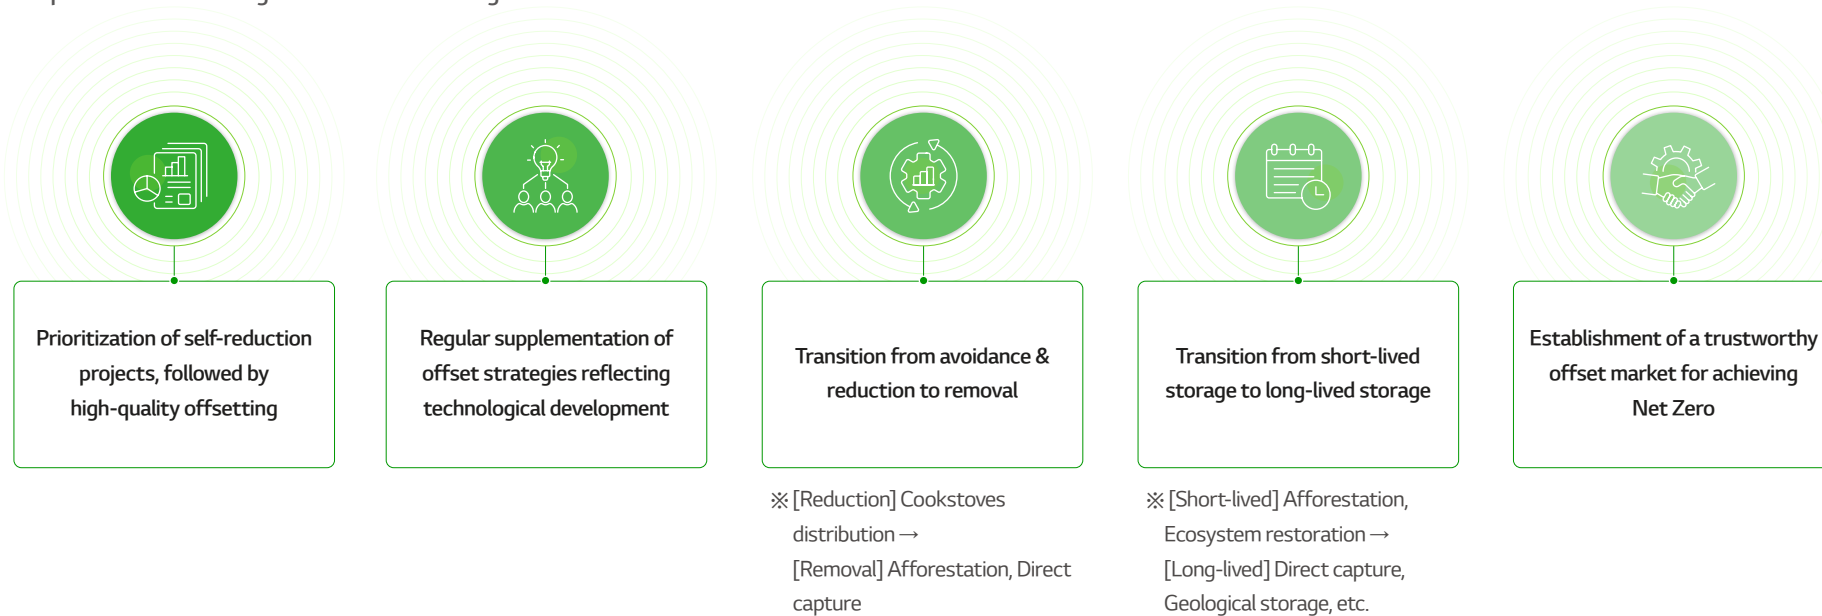 Prioritization of self-reduction
projects, followed by
high-quality offsetting
Regular supplementation of
offset strategies reflecting
technological development
Transition from avoidance &
reduction to removal
※ [Reduction] Cookstoves
distribution →
[Removal] Afforestation, Direct
capture
Transition from short-lived
storage to long-lived storage
※ [Short-lived] Afforestation,
Ecosystem restoration →
[Long-lived] Direct capture,
Geological storage, etc.
Establishment of a trustworthy
offset market for achieving
Net Zero